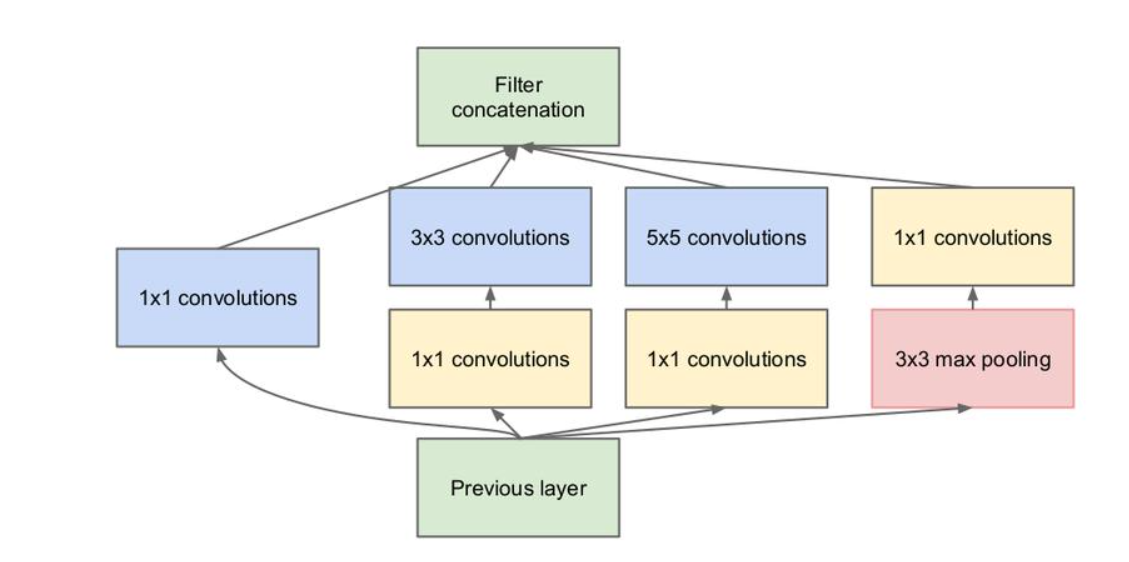 Filter
concatenation
3x3 convolutions
5x5 convolutions
1x1 convolutions
1x1 convolutions
1x1 convolutions
1x1 convolutions
3x3 max pooling
Previous layer